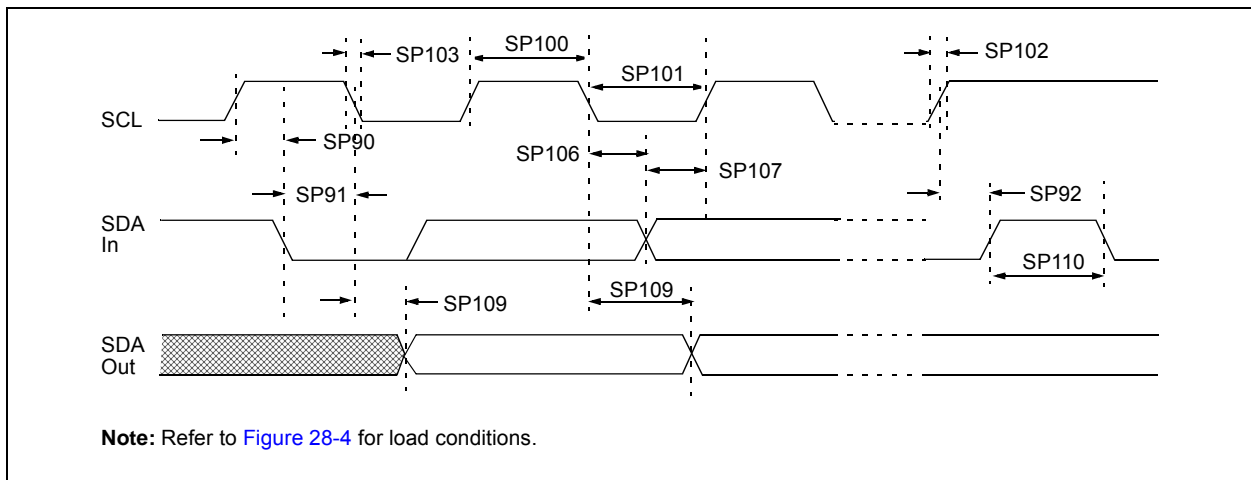 SP103
SP100
SP102
SP101
SCL
SP90
SP106
SP107
SP91
SP92
SDA
In
SP110
SP109
SP109
SDA
Out
Note: Refer to Figure 28-4 for load conditions.